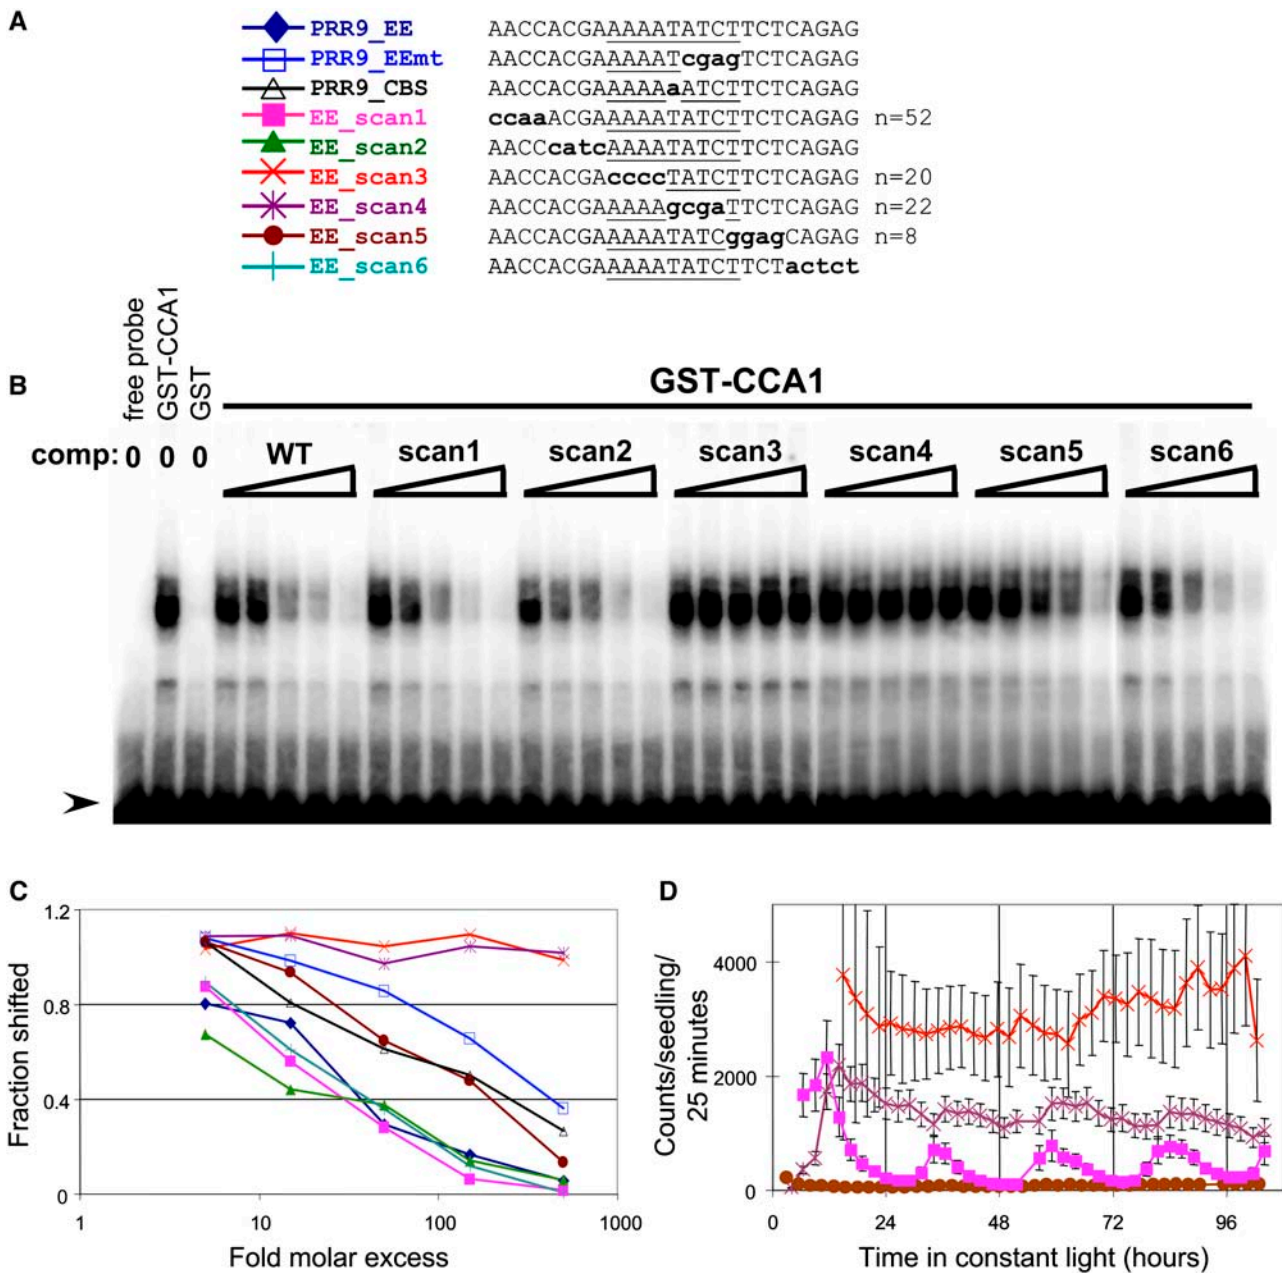 A
PRR9_EE AACCACGAAAAATATCTTCTCAGAG
PRR9_EEmt AACCACGAAAAATcgagTCTCAGAG
PRR9_CBS AACCACGAAAAAaATCTTCTCAGAG
EE_scan1 ccaaACGAAAAATATCTTCTCAGAG n=52
EE_scan2 AACCcatcAAAATATCTTCTCAGAG
EE_scan3 AACCACGAccccTATCTTCTCAGAG n=20
EE_scan4 AACCACGAAAAAgcgaTTCTCAGAG n=22
EE_scan5 AACCACGAAAAATATCggagCAGAG n=8
EE_scan6 AACCACGAAAAATATCTTCTactct
B
free probe
GST-CCA1
GST
GST-CCA1
comp: 0 0 0 WT scan1 scan2 scan3 scan4 scan5 scan6
C
Fraction shifted
1.2
0.8
0.4
0
1 10 100 1000
Fold molar excess
D
Counts/seedling/
25 minutes
4000
2000
0
0 24 48 72 96
Time in constant light (hours)